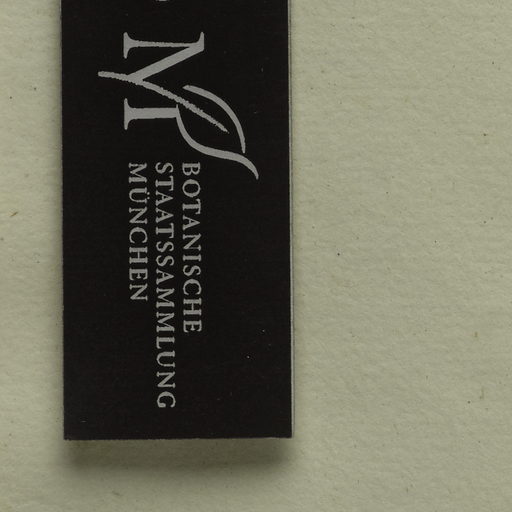 M
BOTANISCHE
STAATSSAMMLUNG
MÜNCHEN